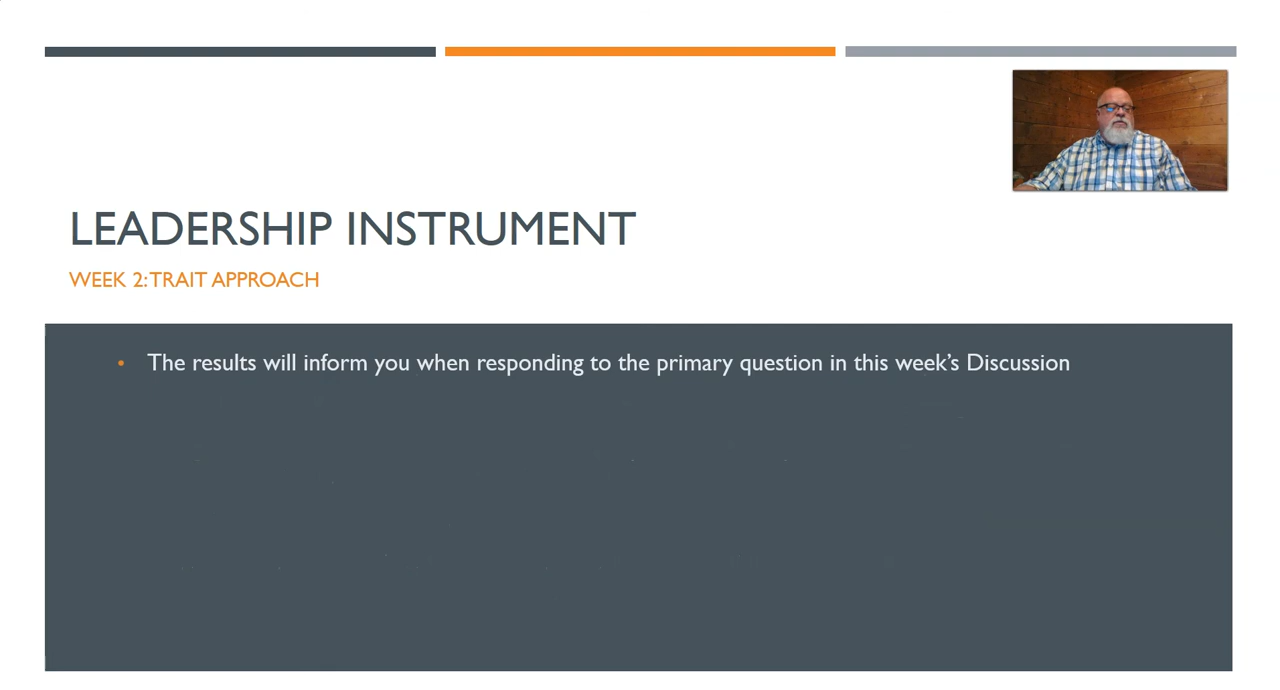 LEADERSHIP INSTRUMENT
WEEK 2: TRAIT APPROACH
• The results will inform you when responding to the primary question in this week’s Discussion